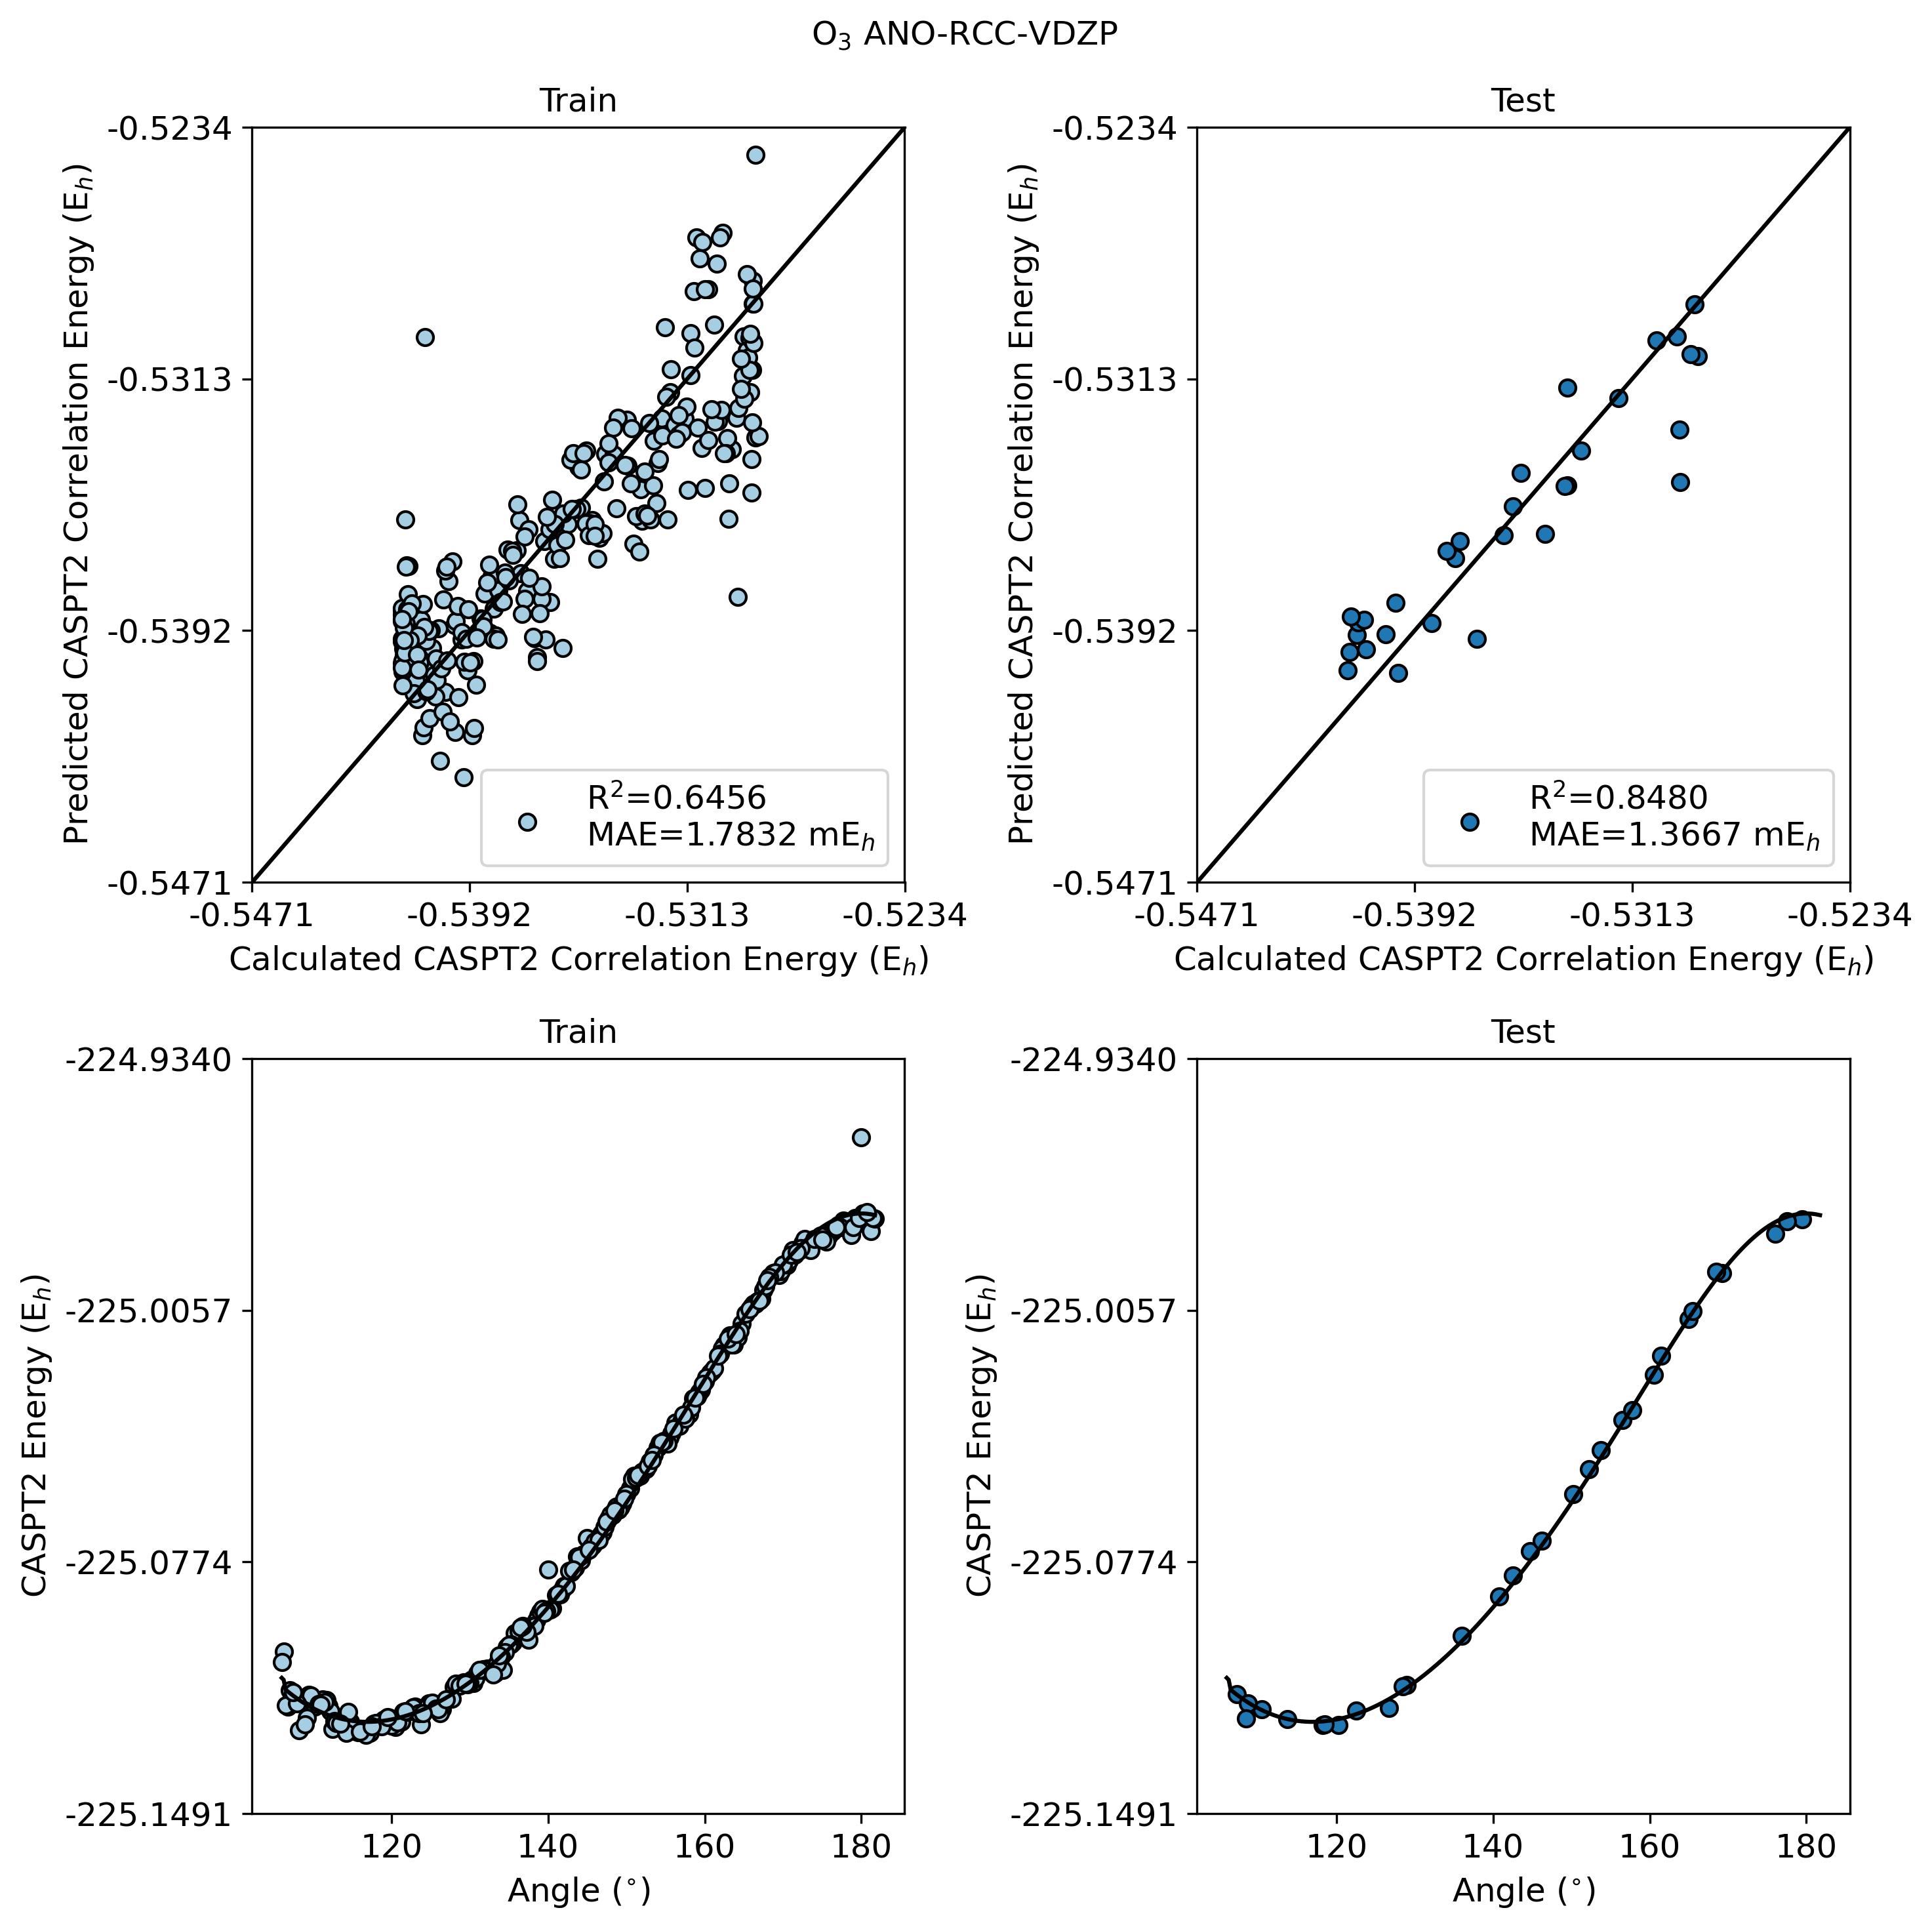 O₃ ANO-RCC-VDZP
Train
-0.5234
-0.5313
-0.5392
-0.5471
Predicted CASPT2 Correlation Energy (Eₕ)
R²=0.6456
MAE=1.7832 mEₕ
-0.5471 -0.5392 -0.5313 -0.5234
Calculated CASPT2 Correlation Energy (Eₕ)
Test
-0.5234
-0.5313
-0.5392
-0.5471
Predicted CASPT2 Correlation Energy (Eₕ)
R²=0.8480
MAE=1.3667 mEₕ
-0.5471 -0.5392 -0.5313 -0.5234
Calculated CASPT2 Correlation Energy (Eₕ)
Train
-224.9340
-225.0057
-225.0774
-225.1491
CASPT2 Energy (Eₕ)
120 140 160 180
Angle (°)
Test
-224.9340
-225.0057
-225.0774
-225.1491
CASPT2 Energy (Eₕ)
120 140 160 180
Angle (°)